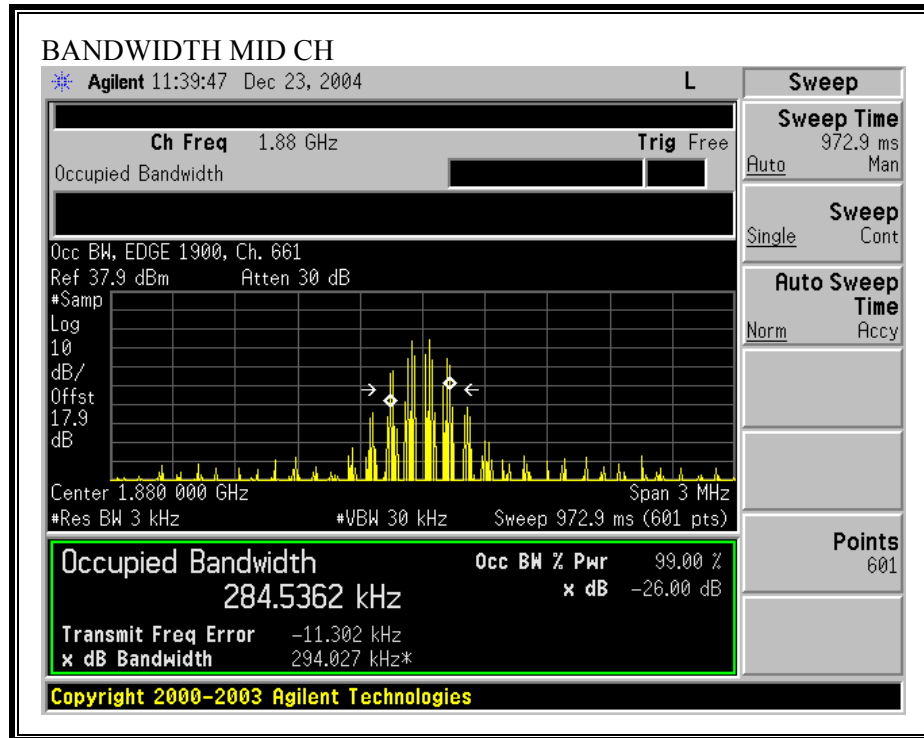 BANDWIDTH MID CH
Agilent 11:39:47 Dec 23, 2004 L
Sweep
Ch Freq 1.88 GHz Trig Free
Occupied Bandwidth
Sweep Time
972.9 ms
Auto Man
Sweep
Single Cont
Auto Sweep
Time
Norm Accy
Points
601
Occ BW, EDGE 1900, Ch. 661
Ref 37.9 dBm Atten 30 dB
#Samp
Log
10
dB/
Offst
17.9
dB
Center 1.880 000 GHz Span 3 MHz
#Res BW 3 kHz #VBW 30 kHz Sweep 972.9 ms (601 pts)
Occupied Bandwidth Occ BW % Pwr 99.00 %
284.5362 kHz x dB -26.00 dB
Transmit Freq Error -11.302 kHz
x dB Bandwidth 294.027 kHz*
Copyright 2000-2003 Agilent Technologies